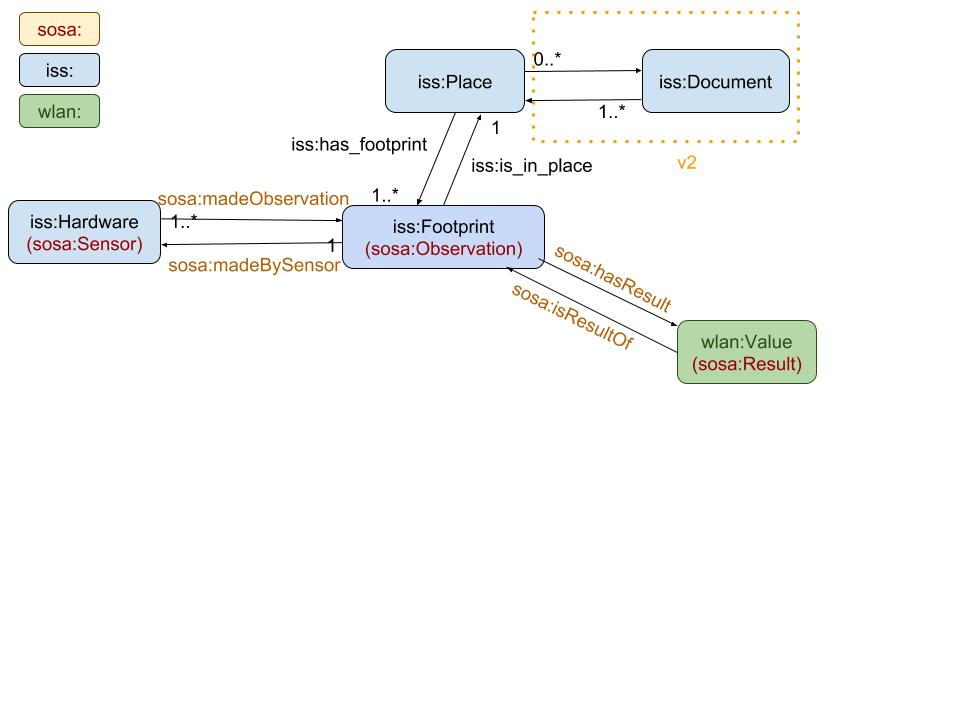 sosa:
iss:
wlan:
iss:Place
0..*
iss:Document
1..*
v2
iss:has_footprint
1
iss:is_in_place
1..*
sosa:madeObservation
iss:Hardware
(sosa:Sensor)
1..*
1
sosa:madeBySensor
iss:Footprint
(sosa:Observation)
sosa:hasResult
sosa:isResultOf
wlan:Value
(sosa:Result)